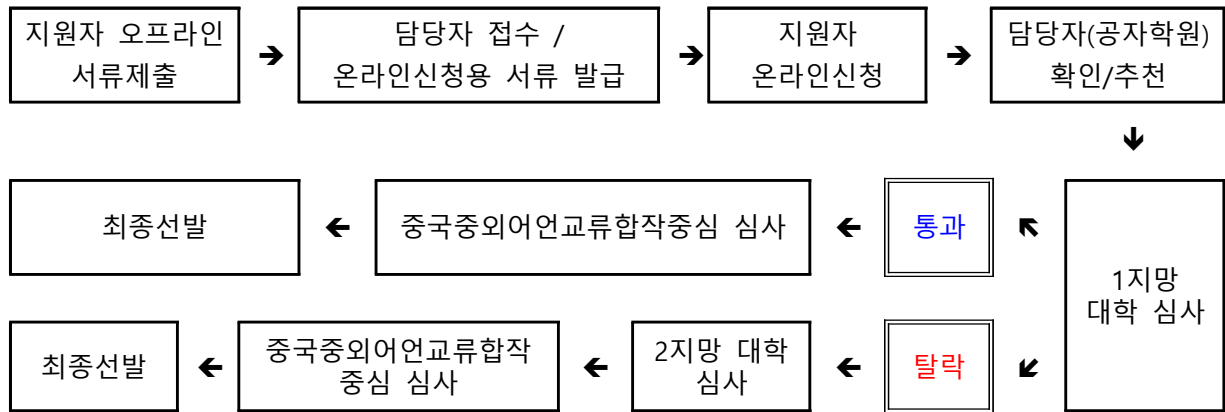 지원자 오프라인
서류제출
➔
담당자 접수 /
온라인신청용 서류 발급
➔
지원자
온라인신청
➔
담당자(공자학원)
확인/추천
🡻
최종선발
🡸
중국중외어언교류합작중심 심사
🡸
통과
🡼
1지망
대학 심사
최종선발
🡸
중국중외어언교류합작
중심 심사
🡸
2지망 대학
심사
🡸
탈락
🡿